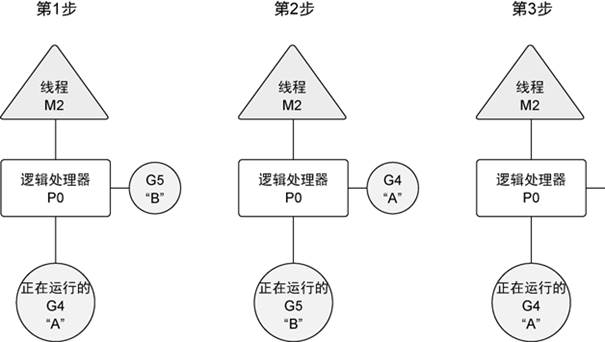 第1步
第2步
第3步
线程
M2
线程
M2
线程
M2
逻辑处理器
P0
G5
“B”
逻辑处理器
P0
G4
“A”
逻辑处理器
P0
正在运行的
G4
“A”
正在运行的
G5
“B”
正在运行的
G4
“A”